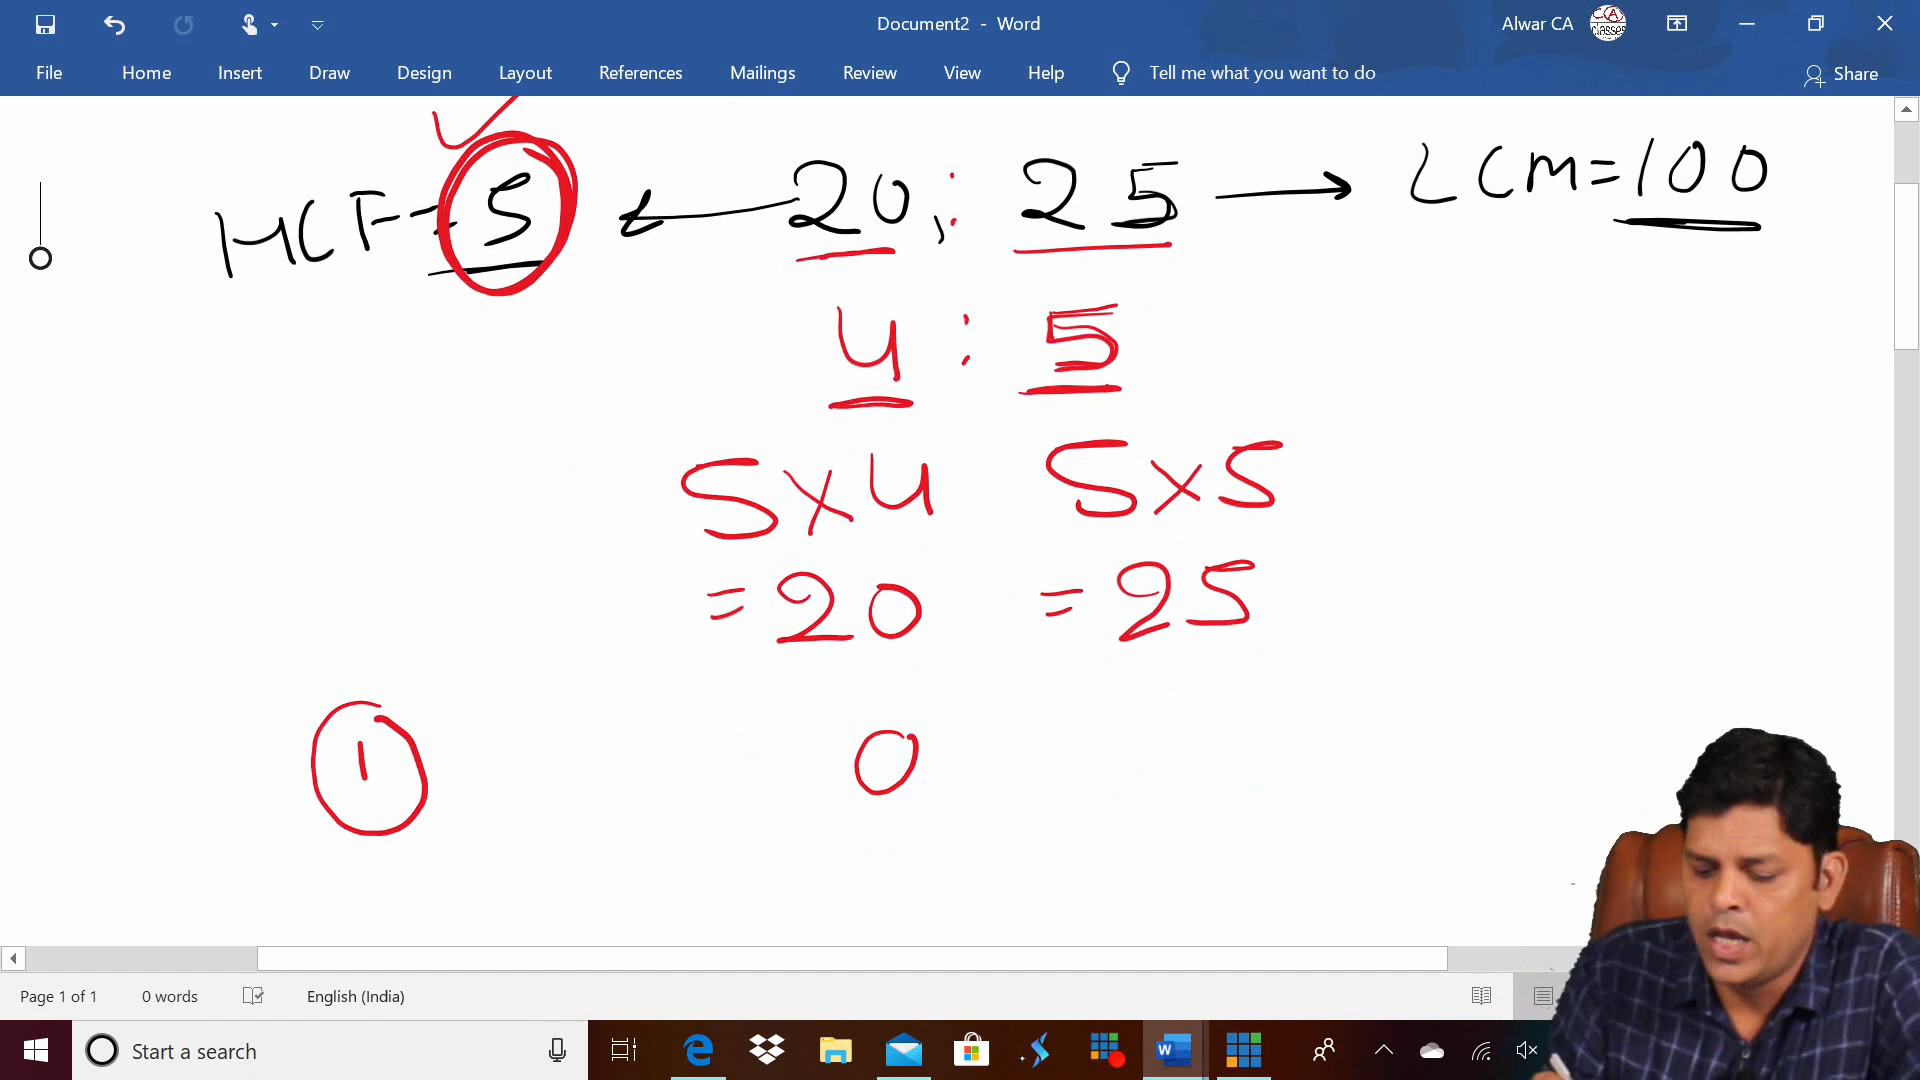 Document2 - Word
Alwar CA
CA classes
File Home Insert Draw Design Layout References Mailings Review View Help Tell me what you want to do Share
HCF = 5
20 , : 25
LCM = 100
4 : 5
5 x 4 5 x 5
= 20 = 25
1
0
Page 1 of 1 0 words English (India)
Start a search
W